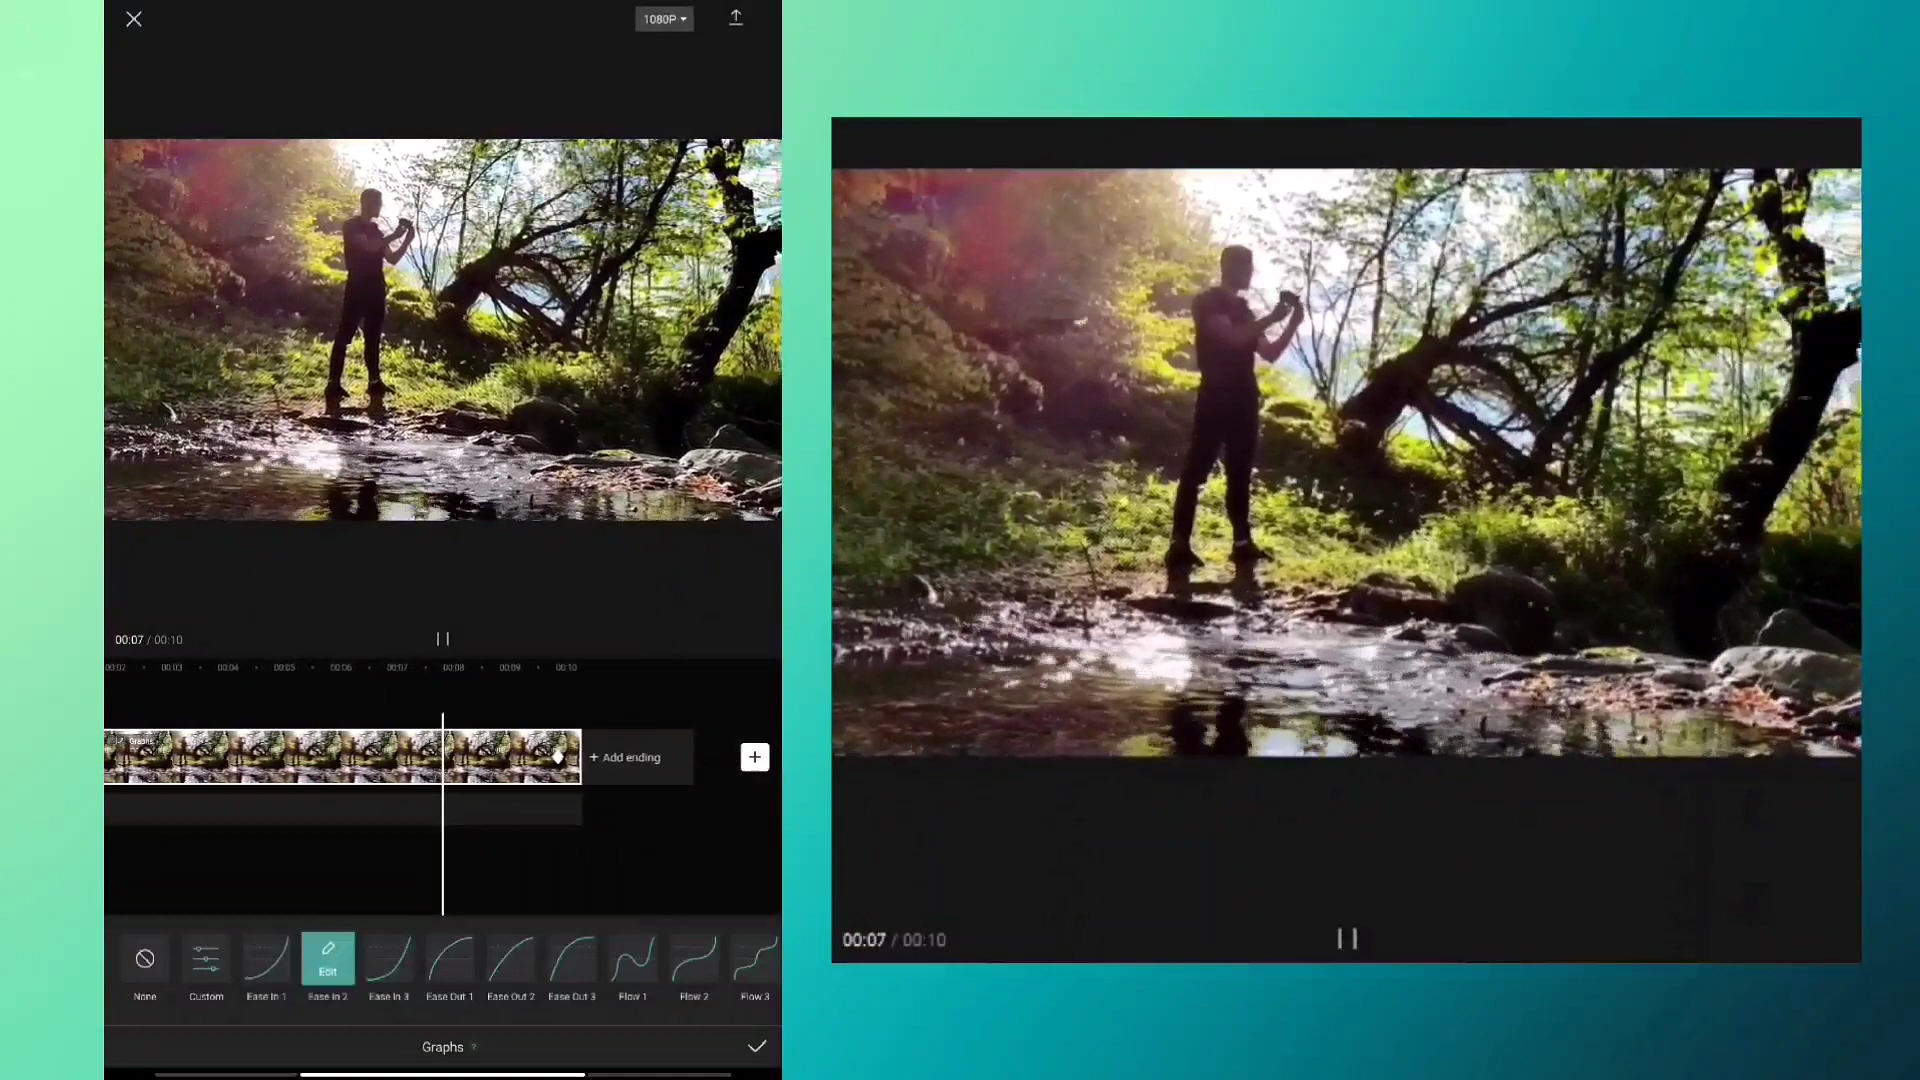 1080P
00:07 / 00:10
00:02 00:03 00:04 00:05 00:06 00:07 00:08 00:09 00:10
Graphs
+ Add ending
+
Edit
None Custom Ease In 1 Ease In 2 Ease In 3 Ease Out 1 Ease Out 2 Ease Out 3 Flow 1 Flow 2 Flow 3
Graphs ?
00:07 / 00:10